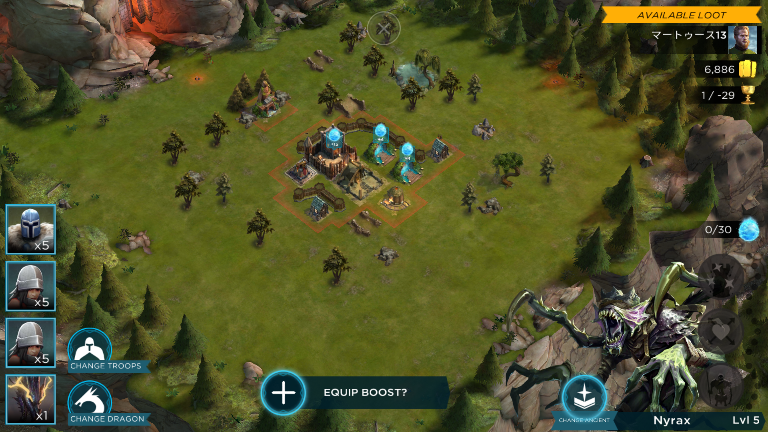 AVAILABLE LOOT
マートゥース13
6,886
1 / -29
0/30
x5
x5
x5
x1
CHANGE TROOPS
CHANGE DRAGON
EQUIP BOOST?
CHANGE ANCIENT
Nyrax
Lvl 5